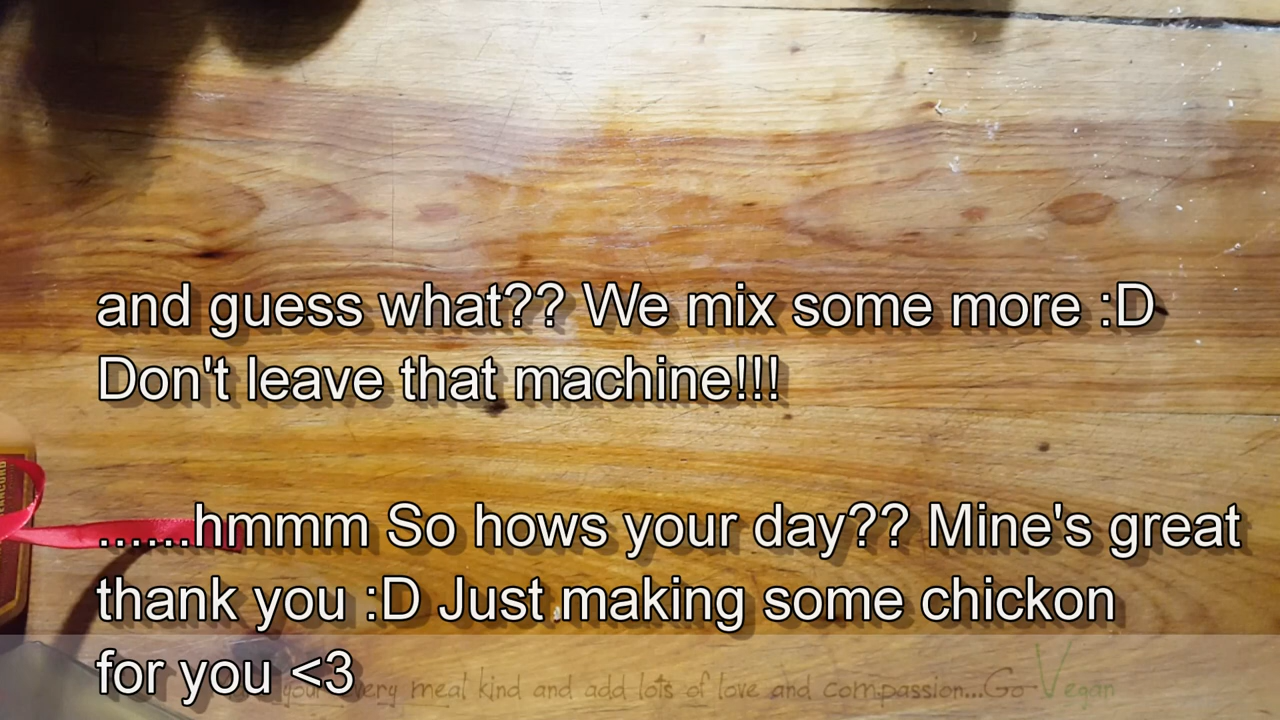 and guess what?? We mix some more :D
Don't leave that machine!!!
......hmmm So hows your day?? Mine's great
thank you :D Just making some chickon
for you <3
every meal kind and add lots of love and compassion...Go Vegan